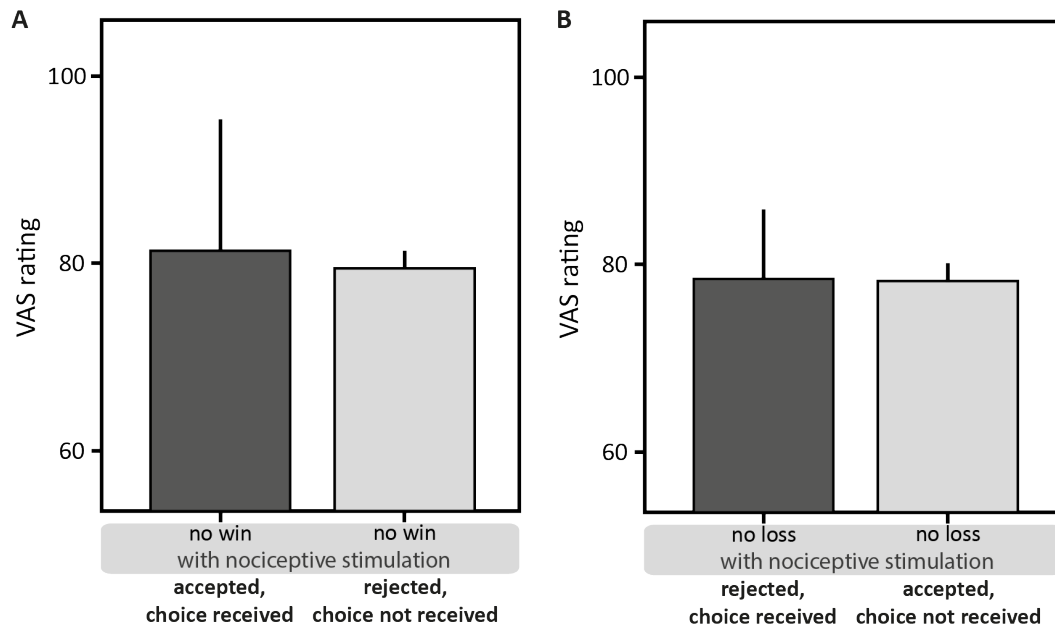 A
VAS rating
100
80
60
no win
no win
with nociceptive stimulation
accepted,
choice received
rejected,
choice not received
B
VAS rating
100
80
60
no loss
no loss
with nociceptive stimulation
rejected,
choice received
accepted,
choice not received